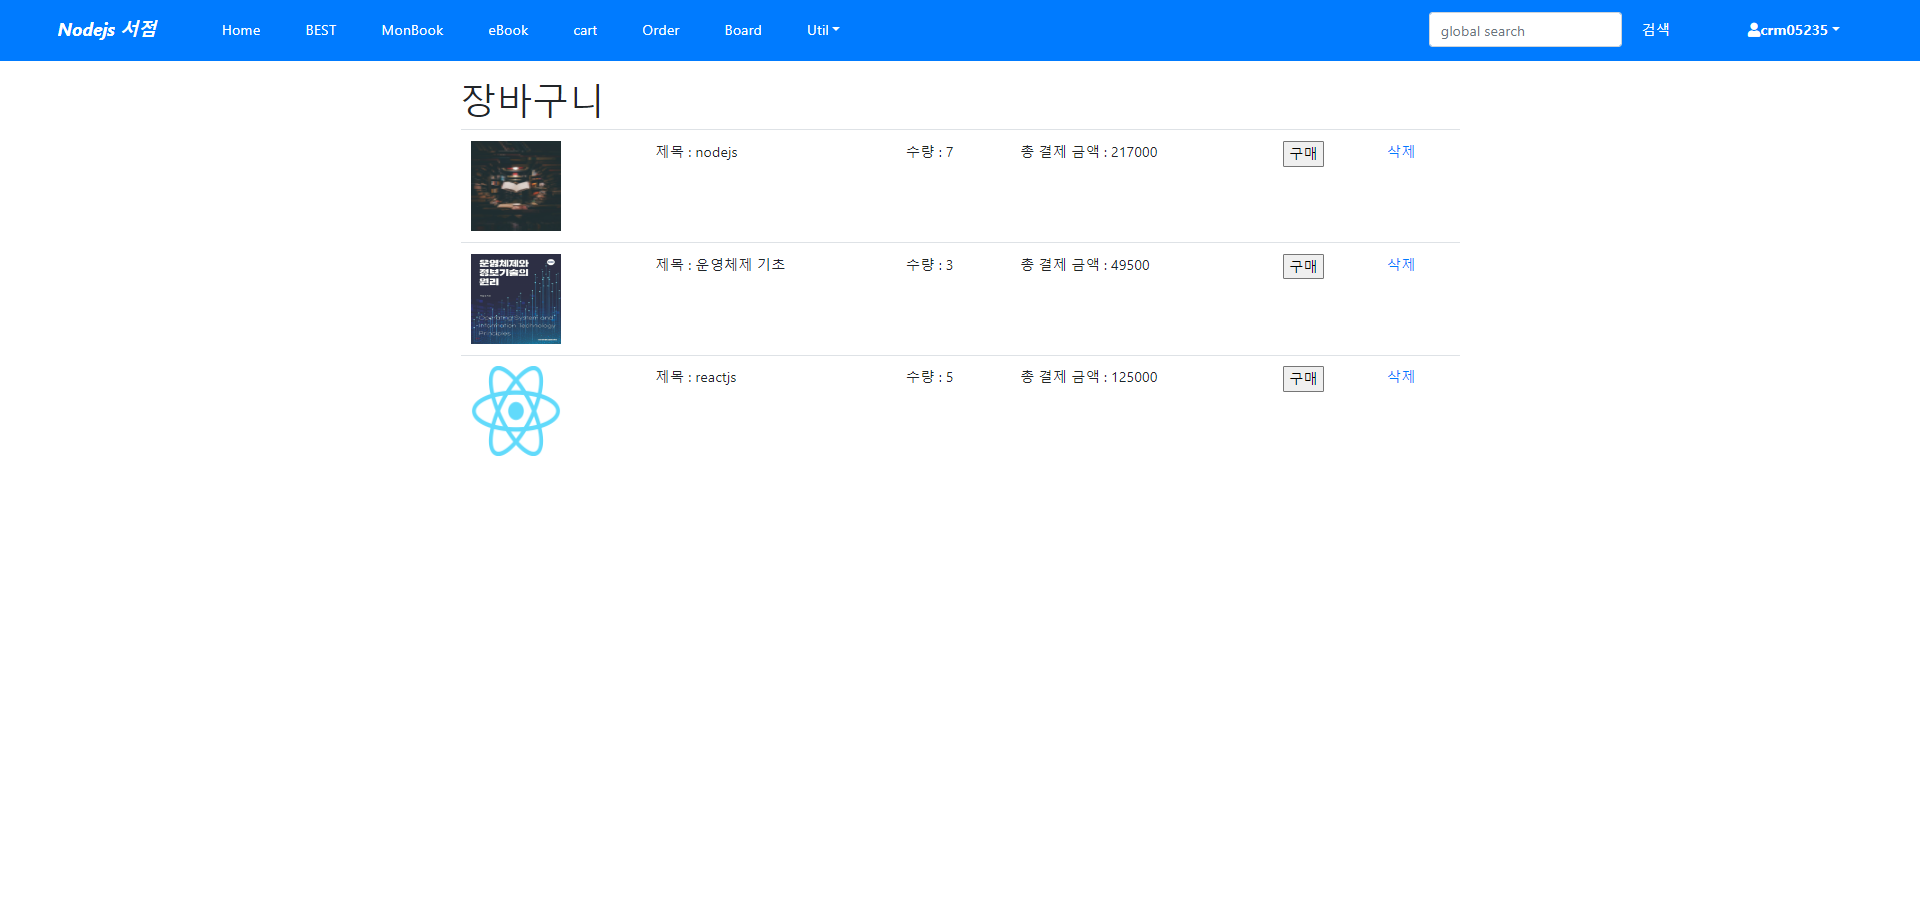 Nodejs 서점 Home BEST MonBook eBook cart Order Board Util global search 검색 crm05235
장바구니
제목 : nodejs 수량 : 7 총 결제 금액 : 217000 구매 삭제
운영체제와
정보기술의
원리
Operating System and
Information Technology
Principles
제목 : 운영체제 기초 수량 : 3 총 결제 금액 : 49500 구매 삭제
제목 : reactjs 수량 : 5 총 결제 금액 : 125000 구매 삭제